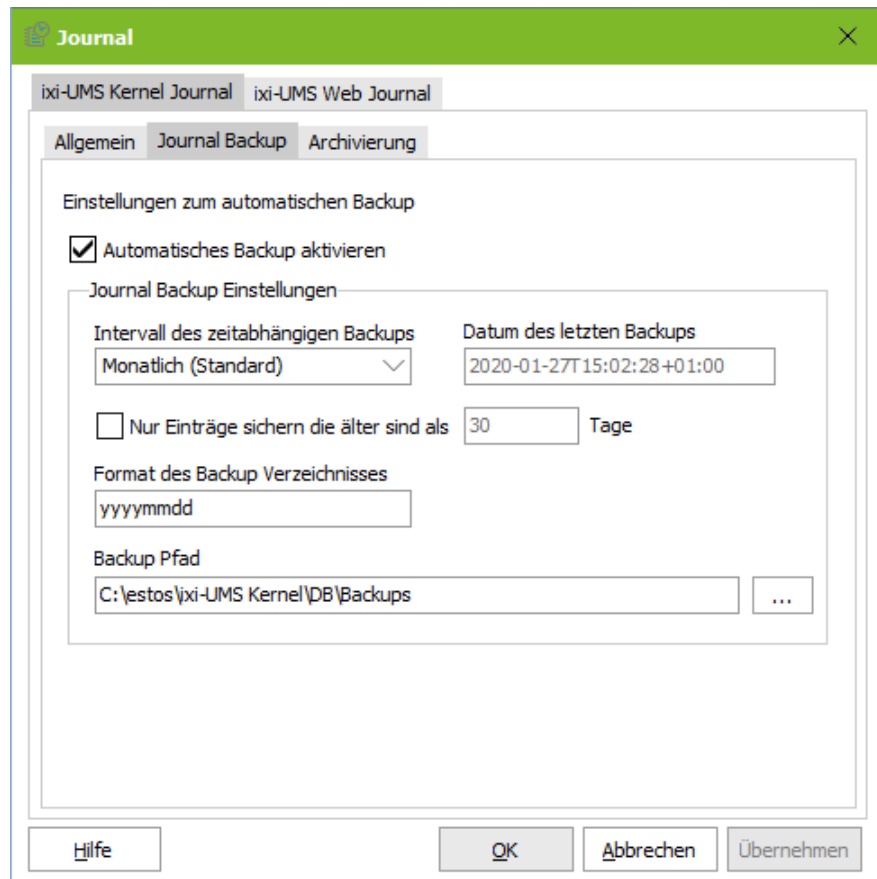 Journal
ixi-UMS Kernel Journal ixi-UMS Web Journal
Allgemein Journal Backup Archivierung
Einstellungen zum automatischen Backup
Automatisches Backup aktivieren
Journal Backup Einstellungen
Intervall des zeitabhängigen Backups Datum des letzten Backups
Monatlich (Standard) 2020-01-27T15:02:28+01:00
Nur Einträge sichern die älter sind als 30 Tage
Format des Backup Verzeichnisses
yyyymmdd
Backup Pfad
C:\estos\ixi-UMS Kernel\DB\Backups ...
Hilfe OK Abbrechen Übernehmen